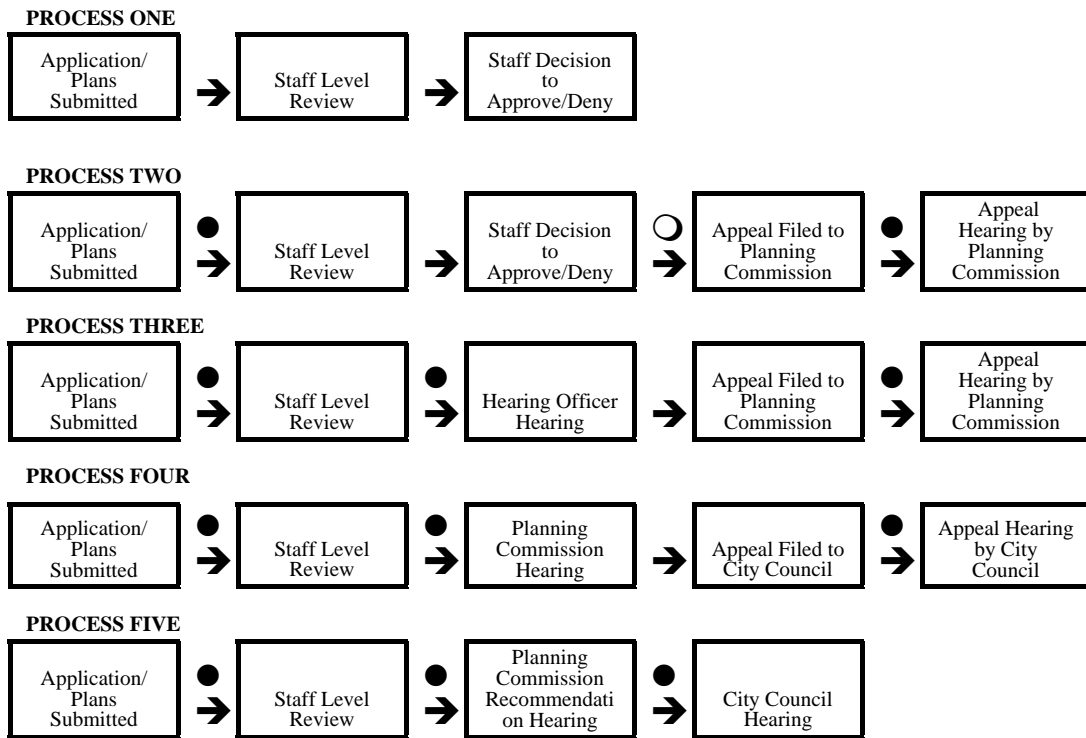 PROCESS ONE
Application/
Plans
Submitted
Staff Level
Review
Staff Decision
to
Approve/Deny
PROCESS TWO
Application/
Plans
Submitted
Staff Level
Review
Staff Decision
to
Approve/Deny
Appeal Filed to
Planning
Commission
Appeal
Hearing by
Planning
Commission
PROCESS THREE
Application/
Plans
Submitted
Staff Level
Review
Hearing Officer
Hearing
Appeal Filed to
Planning
Commission
Appeal
Hearing by
Planning
Commission
PROCESS FOUR
Application/
Plans
Submitted
Staff Level
Review
Planning
Commission
Hearing
Appeal Filed to
City Council
Appeal Hearing
by City
Council
PROCESS FIVE
Application/
Plans
Submitted
Staff Level
Review
Planning
Commission
Recommendati
on Hearing
City Council
Hearing